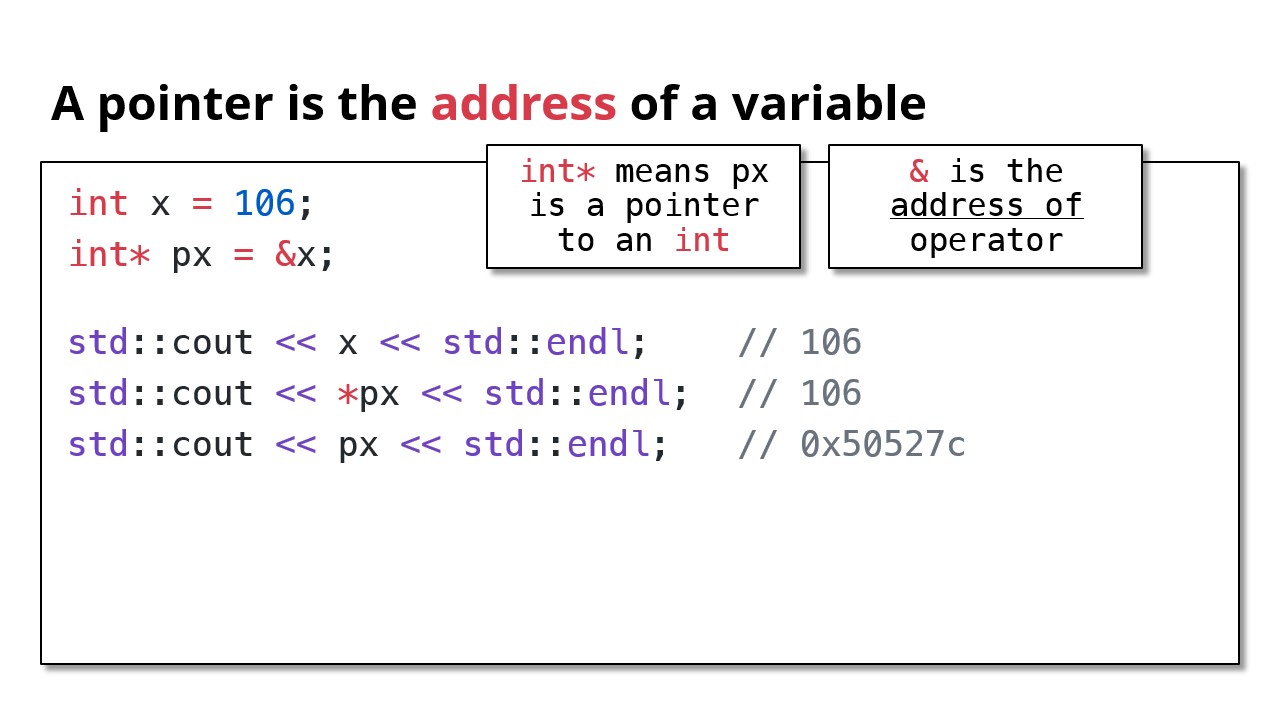 A pointer is the address of a variable
int* means px
is a pointer
to an int
& is the
address of
operator
int x = 106;
int* px = &x;
std::cout << x << std::endl; // 106
std::cout << *px << std::endl; // 106
std::cout << px << std::endl; // 0x50527c